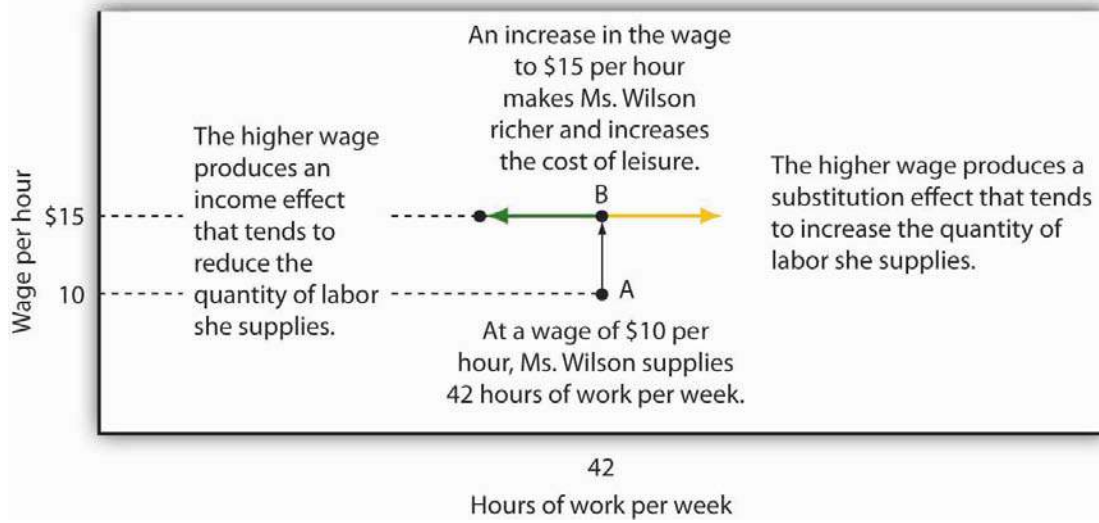 An increase in the wage
to $15 per hour
makes Ms. Wilson
richer and increases
the cost of leisure.
The higher wage
produces an
income effect
that tends to
reduce the
quantity of labor
she supplies.
The higher wage produces a
substitution effect that tends
to increase the quantity of
labor she supplies.
Wage per hour
$15
10
B
A
At a wage of $10 per
hour, Ms. Wilson supplies
42 hours of work per week.
42
Hours of work per week